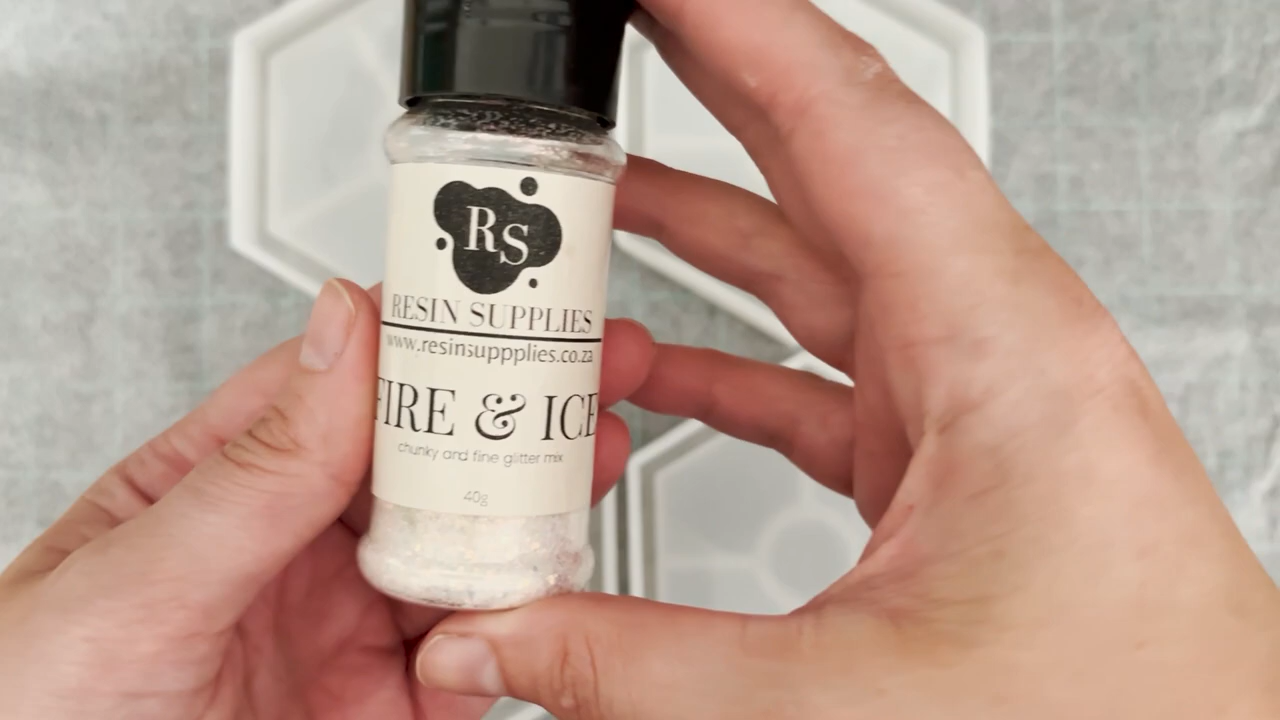 RS
RESIN SUPPLIES
www.resinsuppplies.co.za
FIRE & ICE
chunky and fine glitter mix
40g